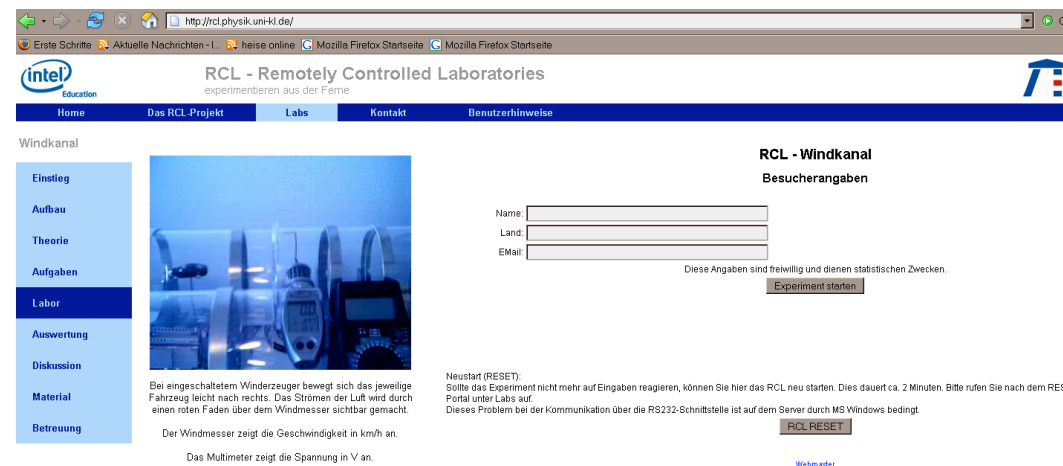 http://rcl.physik.uni-kl.de/
Erste Schritte Aktuelle Nachrichten - l... heise online Mozilla Firefox Startseite Mozilla Firefox Startseite
intel
Education
RCL - Remotely Controlled Laboratories
experimentieren aus der Ferne
Home Das RCL-Projekt Labs Kontakt Benutzerhinweise
Windkanal
Einstieg
Aufbau
Theorie
Aufgaben
Labor
Auswertung
Diskussion
Material
Betreuung
Bei eingeschaltetem Winderzeuger bewegt sich das jeweilige
Fahrzeug leicht nach rechts. Das Strömen der Luft wird durch
einen roten Faden über dem Windmesser sichtbar gemacht.
Der Windmesser zeigt die Geschwindigkeit in km/h an.
Das Multimeter zeigt die Spannung in V an.
RCL - Windkanal
Besucherangaben
Name:
Land:
EMail:
Diese Angaben sind freiwillig und dienen statistischen Zwecken.
Experiment starten
Neustart (RESET):
Sollte das Experiment nicht mehr auf Eingaben reagieren, können Sie hier das RCL neu starten. Dies dauert ca. 2 Minuten. Bitte rufen Sie nach dem RES
Portal unter Labs auf.
Dieses Problem bei der Kommunikation über die RS232-Schnittstelle ist auf dem Server durch MS Windows bedingt.
RCL RESET
Webmaster